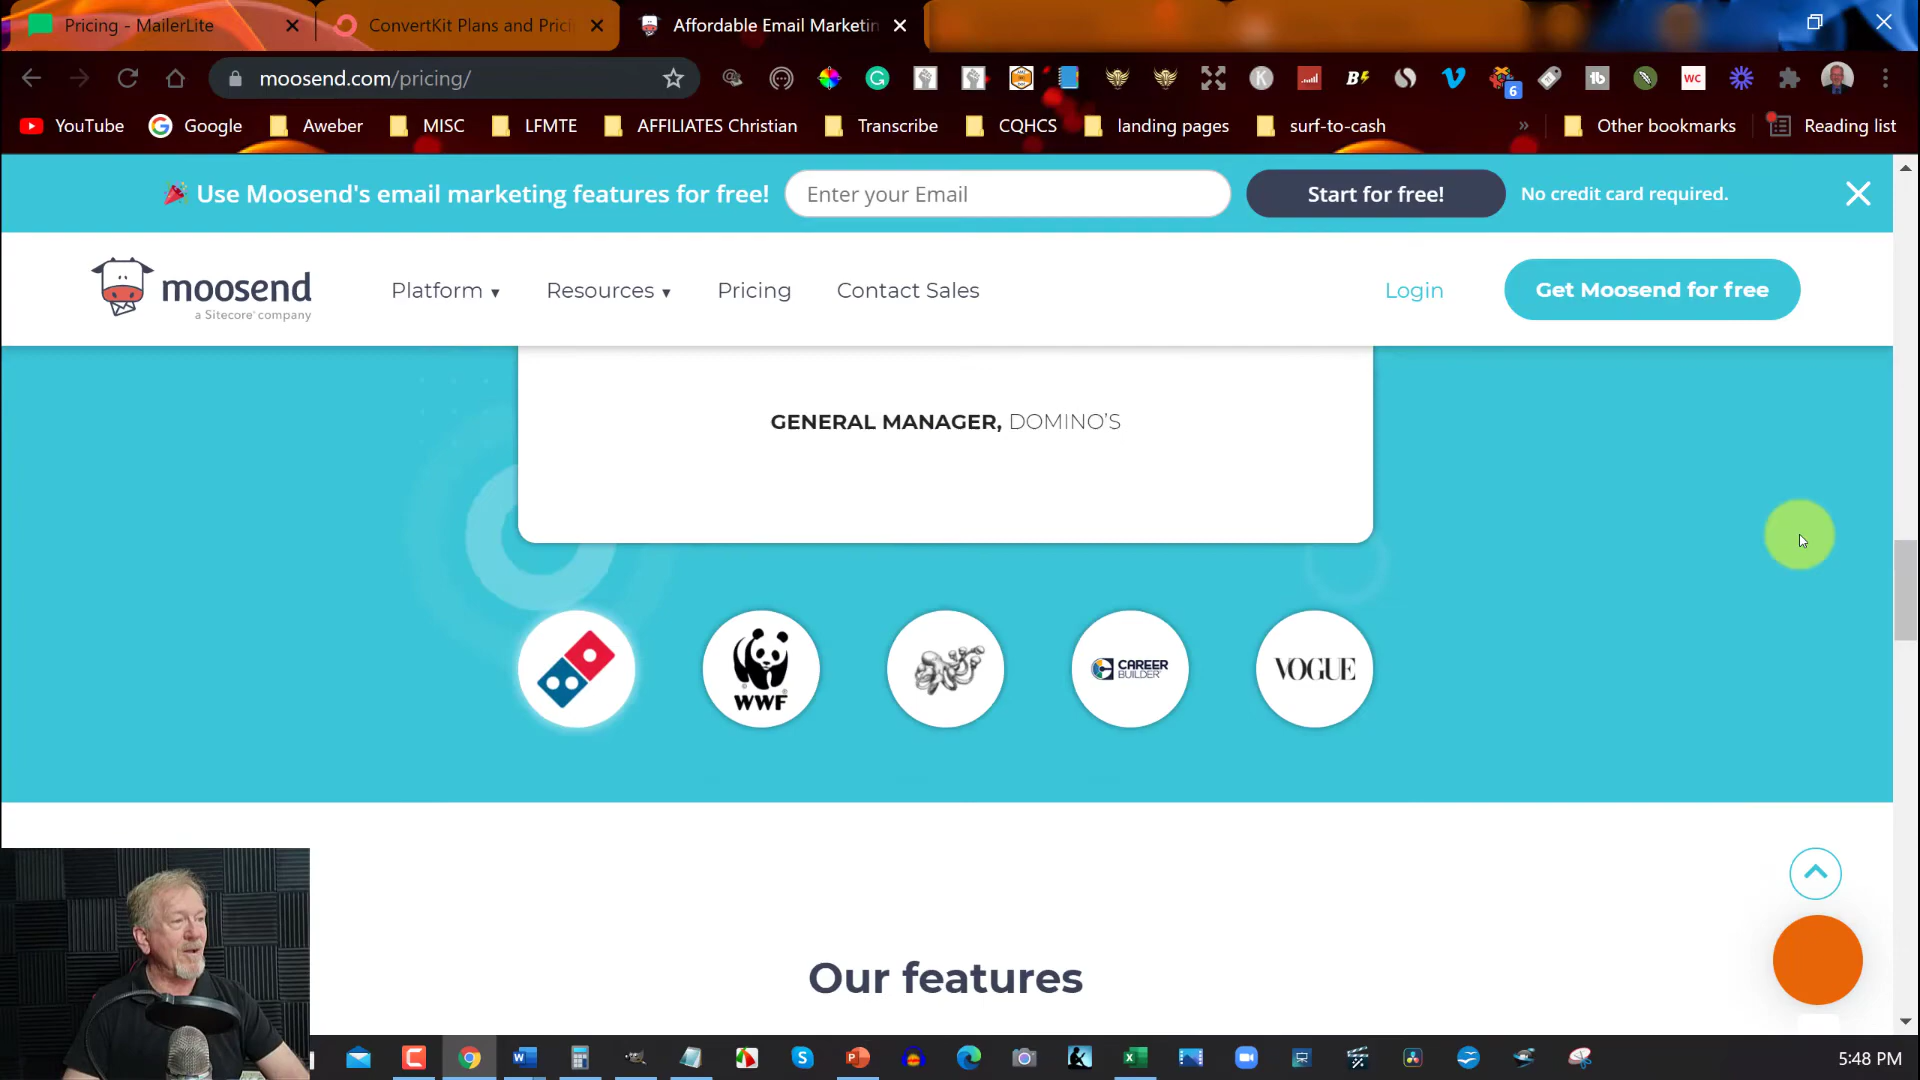 Pricing - MailerLite
ConvertKit Plans and Prici
Affordable Email Marketin
moosend.com/pricing/
6
WC
YouTube
Google
Aweber
MISC
LFMTE
AFFILIATES Christian
Transcribe
CQHCS
landing pages
surf-to-cash
»
Other bookmarks
Reading list
Use Moosend's email marketing features for free!
Enter your Email
Start for free!
No credit card required.
moosend
a Sitecore company
Platform
Resources
Pricing
Contact Sales
Login
Get Moosend for free
GENERAL MANAGER, DOMINO'S
WWF
CAREER
BUILDER
VOGUE
Our features
5:48 PM